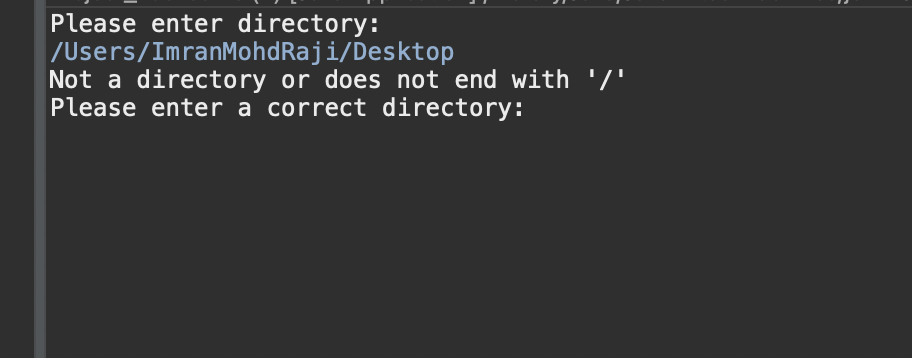 Please enter directory:
/Users/ImranMohdRaji/Desktop
Not a directory or does not end with '/'
Please enter a correct directory: